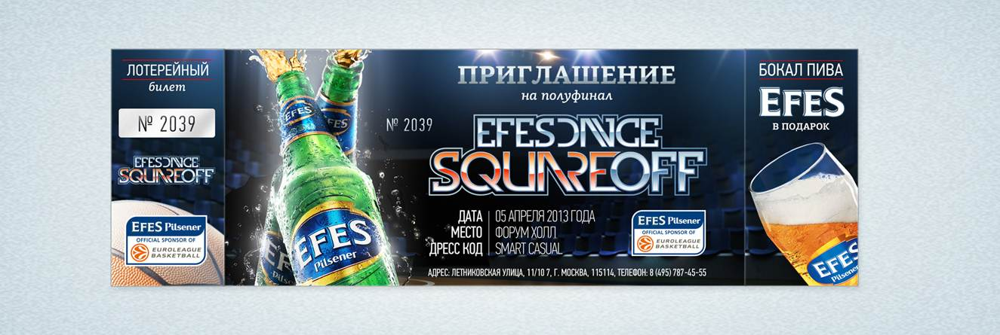 ЛОТЕРЕЙНЫЙ
билет
№ 2039
EFESDANCE
SQUAREOFF
EFES Pilsener
OFFICIAL SPONSOR OF
EUROLEAGUE
BASKETBALL
EFES
EFES
EFES
Pilsener
ПРИГЛАШЕНИЕ
на полуфинал
№ 2039
EFESDANCE
SQUAREOFF
ДАТА 05 АПРЕЛЯ 2013 ГОДА
МЕСТО ФОРУМ ХОЛЛ
ДРЕСС КОД SMART CASUAL
EFES Pilsener
OFFICIAL SPONSOR OF
EUROLEAGUE
BASKETBALL
АДРЕС: ЛЕТНИКОВСКАЯ УЛИЦА, 11/10 7, Г. МОСКВА, 115114, ТЕЛЕФОН: 8 (495) 787-45-55
БОКАЛ ПИВА
EFES
В ПОДАРОК
EFES
Pilsener